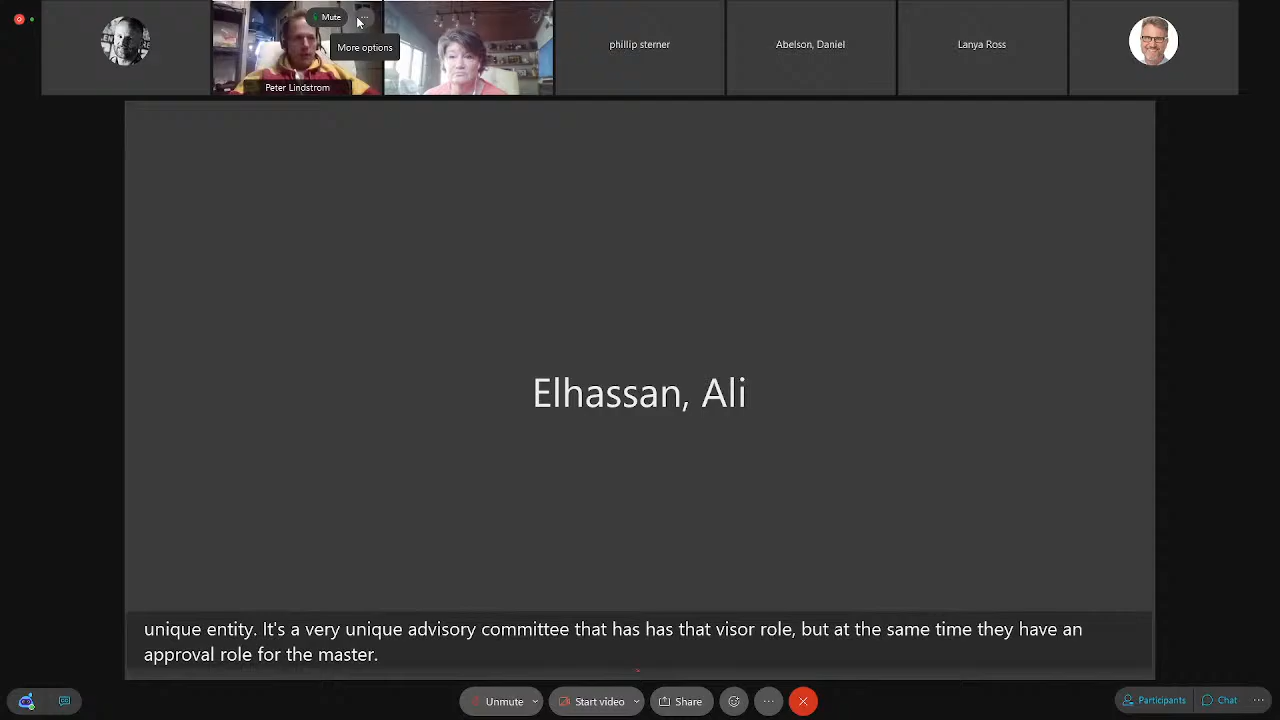 Mute
More options
Peter Lindstrom
phillip sterner
Abelson, Daniel
Lanya Ross
Elhassan, Ali
unique entity. It's a very unique advisory committee that has has that visor role, but at the same time they have an
approval role for the master.
Unmute
Start video
Share
Participants
Chat